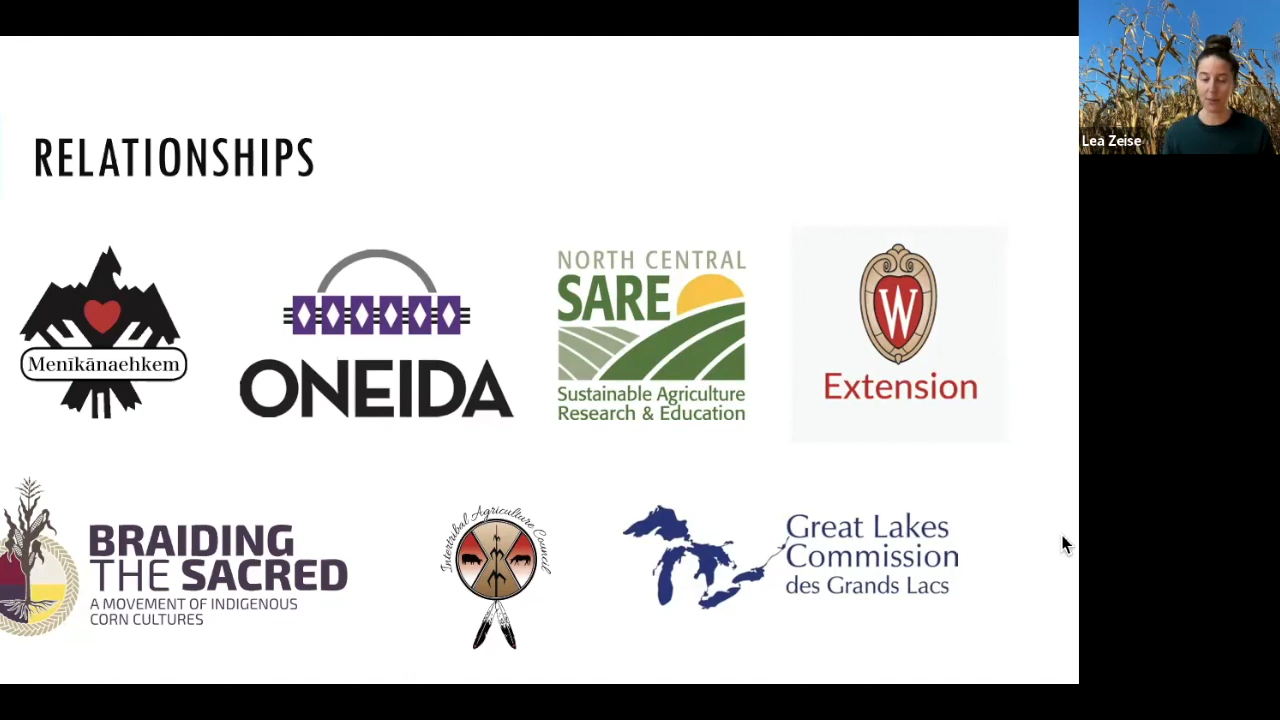 RELATIONSHIPS
Lea Zeise
Menīkānaehkem
ONEIDA
NORTH CENTRAL
SARE
Sustainable Agriculture
Research & Education
W
Extension
BRAIDING
THE SACRED
A MOVEMENT OF INDIGENOUS
CORN CULTURES
Intertribal Agriculture Council
Great Lakes
Commission
des Grands Lacs